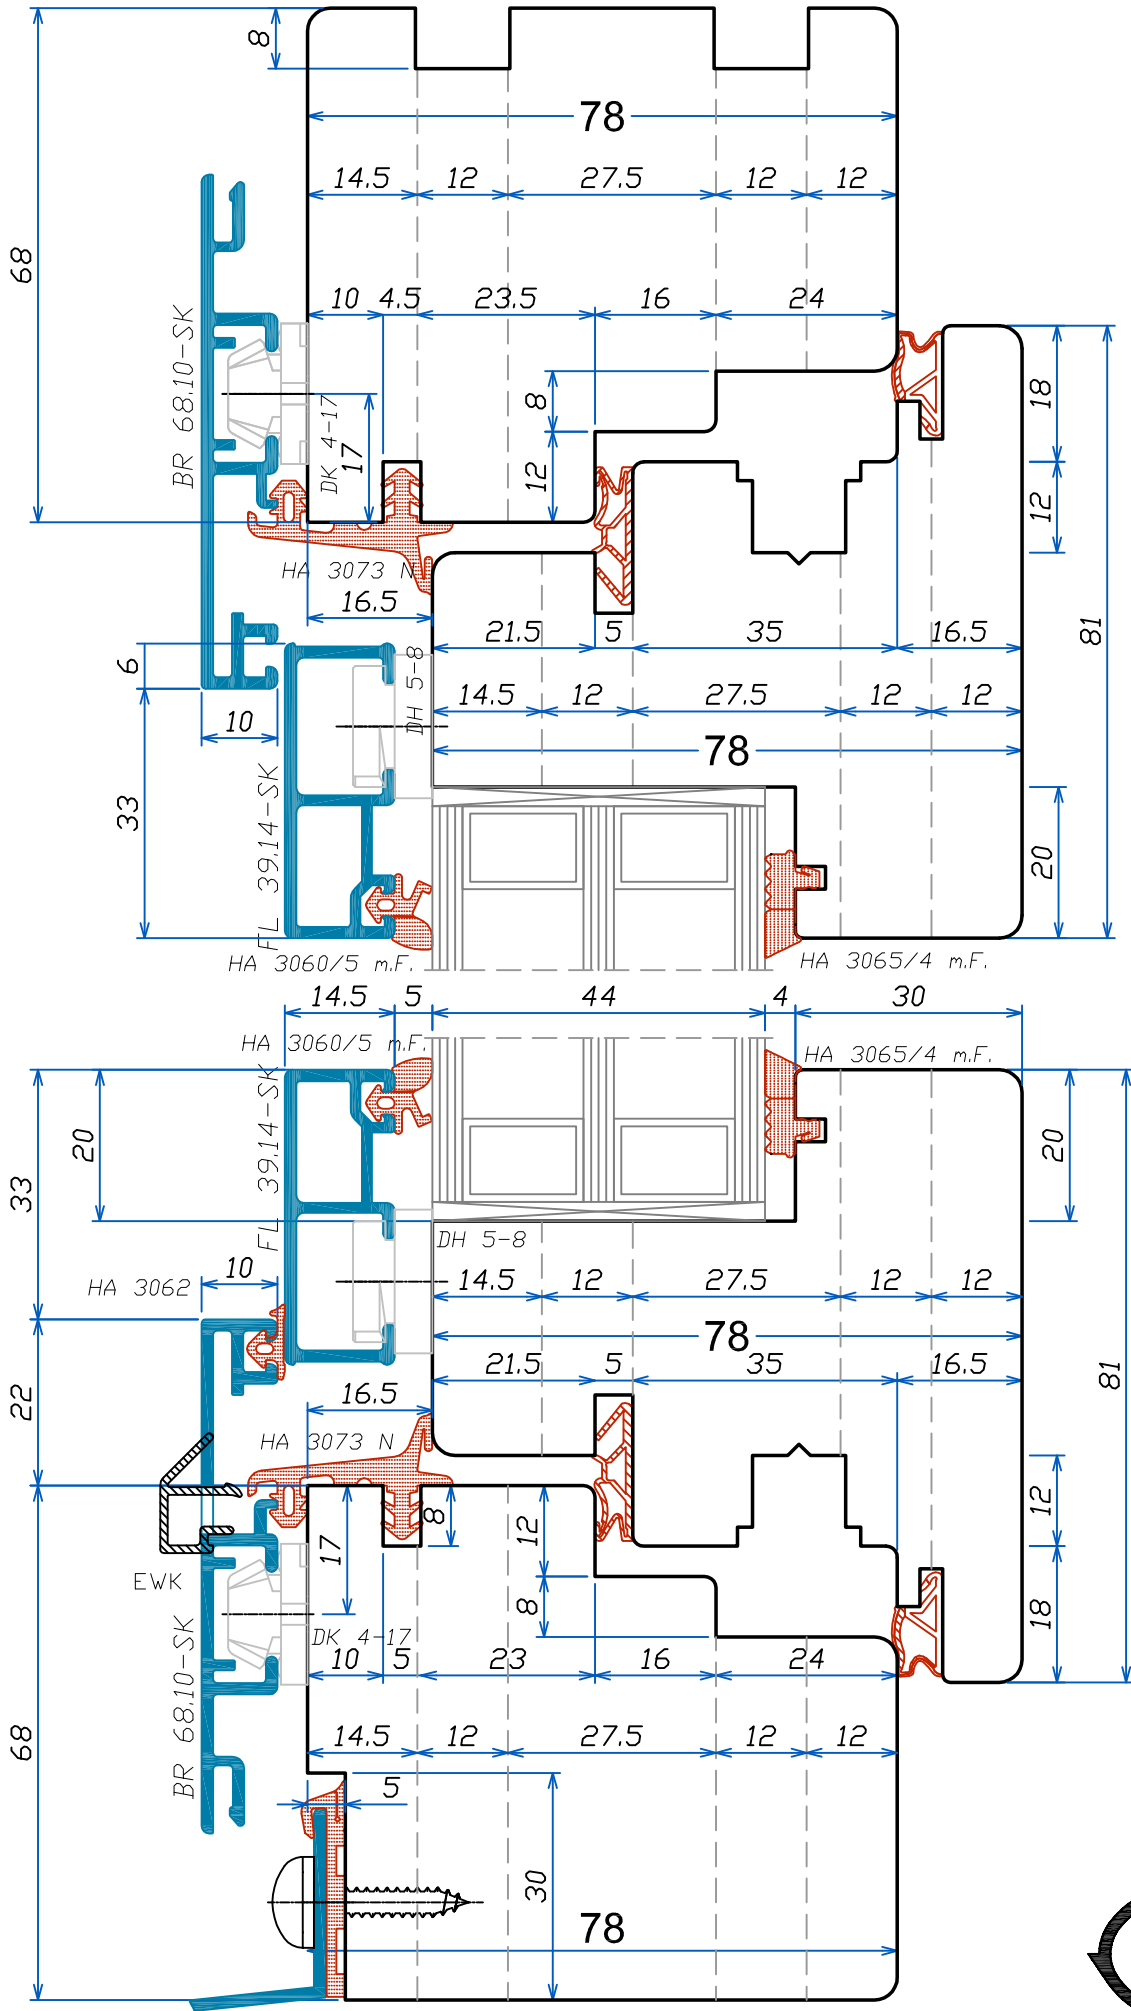 8
78
14.5 12 27.5 12 12
68
10 4.5 23.5 16 24
BR 68.10-SK
DK 4-17
17
8
12
18
12
HA 3073 N
16.5
21.5 5 35 16.5
81
6
10
DH 5-8
14.5 12 27.5 12 12
78
33
FL 39.14-SK
20
HA 3060/5 m.F.
HA 3065/4 m.F.
14.5 5 44 4 30
HA 3060/5 m.F.
HA 3065/4 m.F.
33
20
FL 39.14-SK
20
DH 5-8
HA 3062
10
14.5 12 27.5 12 12
78
21.5 5 35 16.5
81
22
16.5
HA 3073 N
17
8
12
12
EWK
8
18
DK 4-17
10 5 23 16 24
BR 68.10-SK
68
14.5 12 27.5 12 12
5
30
78